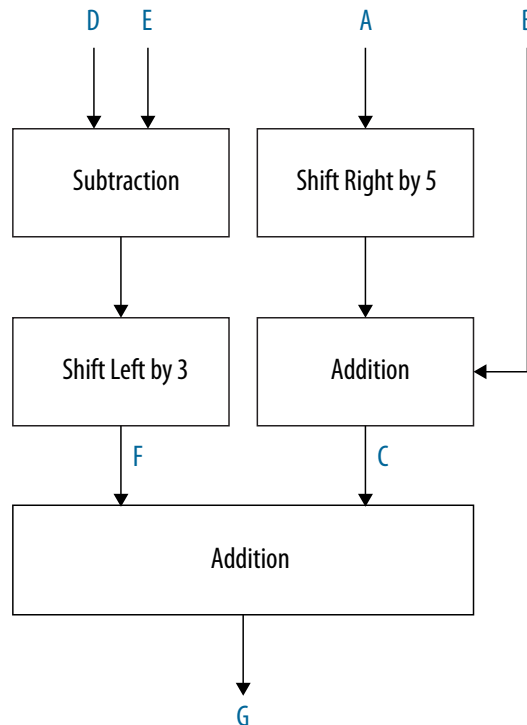 D E A
Subtraction Shift Right by 5
Shift Left by 3 Addition
F C
Addition
G